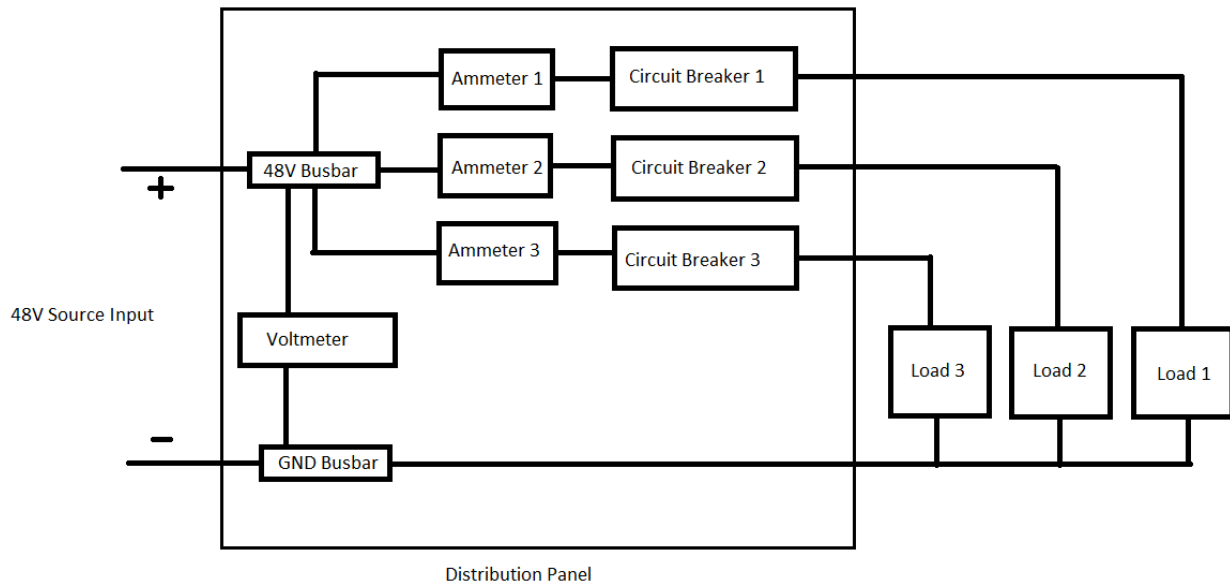 Ammeter 1
Circuit Breaker 1
48V Busbar
Ammeter 2
Circuit Breaker 2
+
Ammeter 3
Circuit Breaker 3
48V Source Input
Voltmeter
Load 3
Load 2
Load 1
-
GND Busbar
Distribution Panel